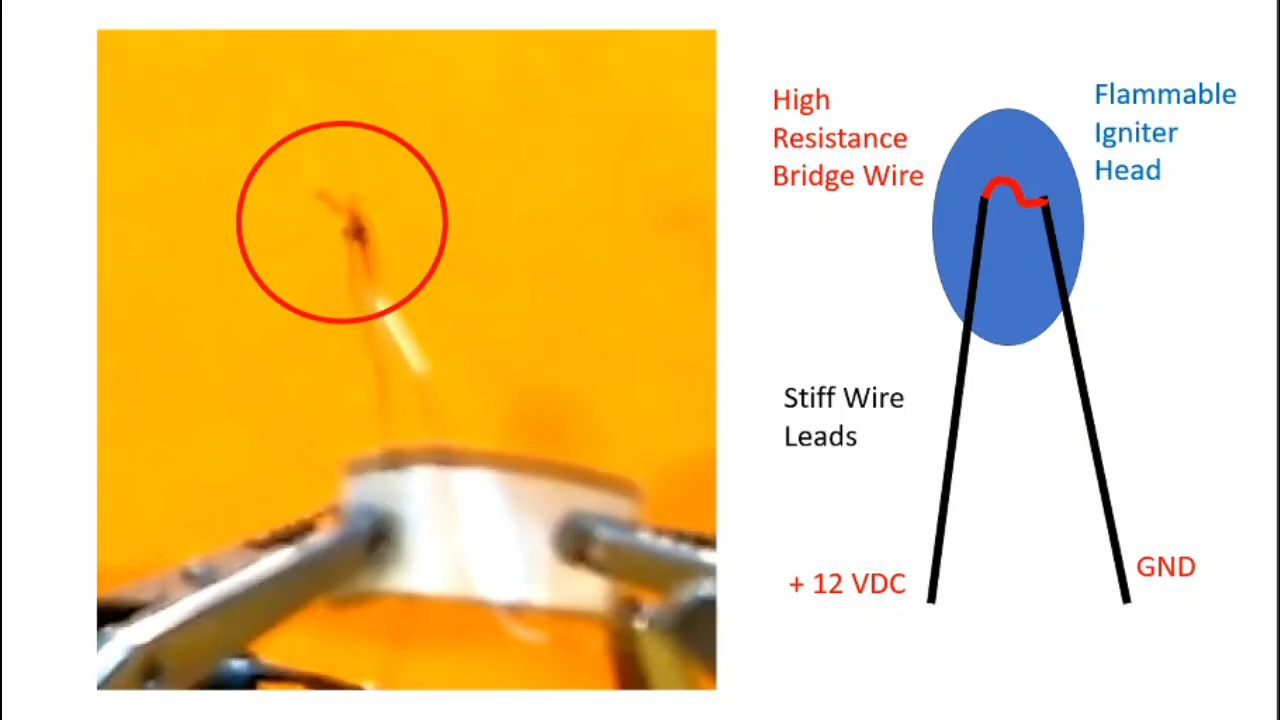 High
Resistance
Bridge Wire
Flammable
Igniter
Head
Stiff Wire
Leads
+ 12 VDC
GND